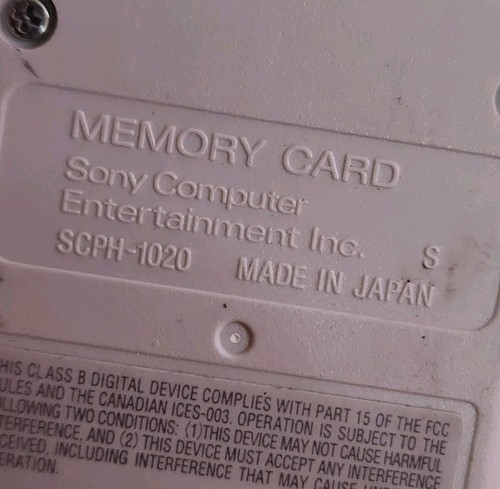 MEMORY CARD
Sony Computer
Entertainment Inc. S
SCPH-1020 MADE IN JAPAN
HIS CLASS B DIGITAL DEVICE COMPLIES WITH PART 15 OF THE FCC
ULES AND THE CANADIAN ICES-003. OPERATION IS SUBJECT TO THE
LLOWING TWO CONDITIONS: (1)THIS DEVICE MAY NOT CAUSE HARMFUL
TERFERENCE, AND (2) THIS DEVICE MUST ACCEPT ANY INTERFERENCE
CEIVED, INCLUDING INTERFERENCE THAT MAY CAUSE
ERATION.